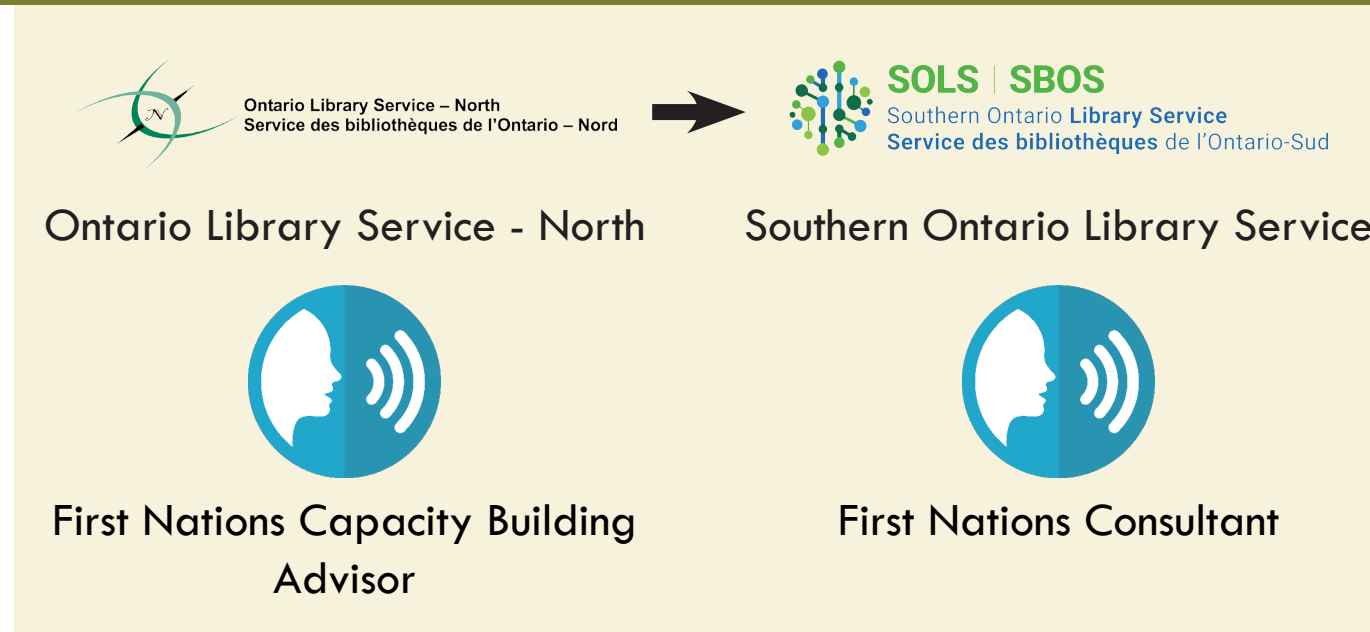 N
Ontario Library Service – North
Service des bibliothèques de l'Ontario – Nord
SOLS | SBOS
Southern Ontario Library Service
Service des bibliothèques de l'Ontario-Sud
Ontario Library Service - North
Southern Ontario Library Service
First Nations Capacity Building
Advisor
First Nations Consultant